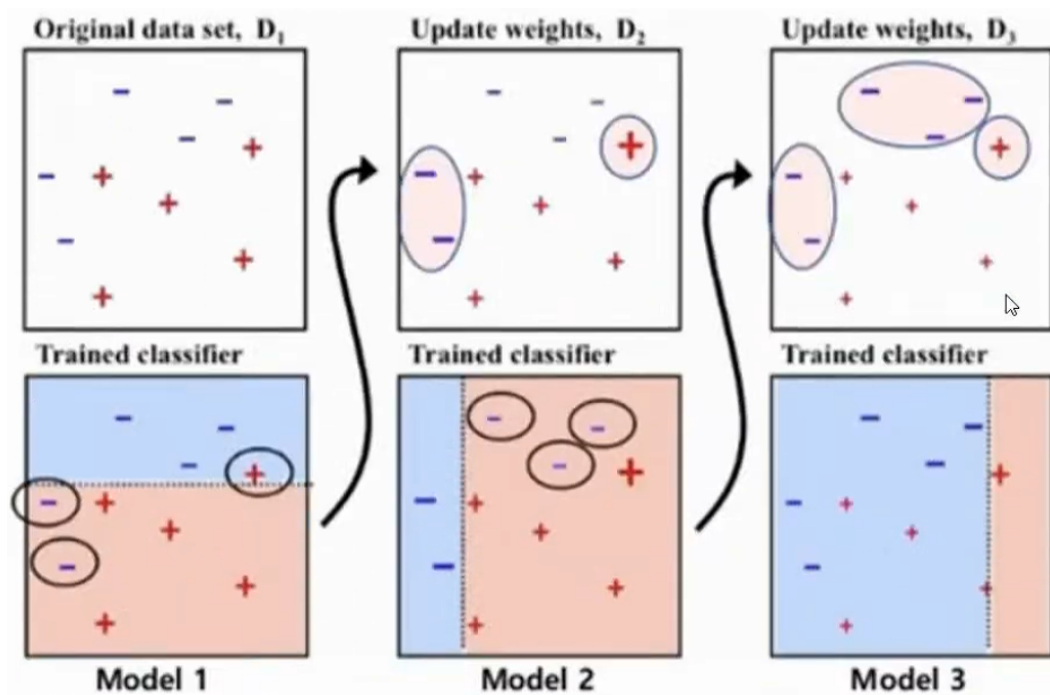 Original data set, D₁
Update weights, D₂
Update weights, D₃
Trained classifier
Trained classifier
Trained classifier
Model 1
Model 2
Model 3